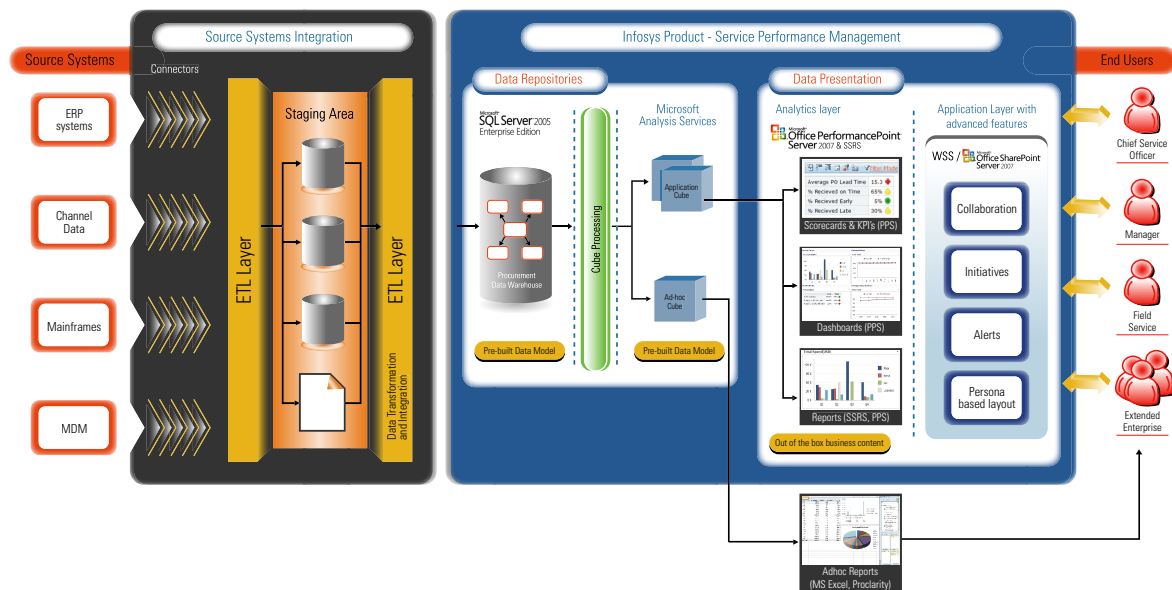 Source Systems Integration
Infosys Product - Service Performance Management
Source Systems
Connectors
ERP
systems
Channel
Data
Mainframes
MDM
ETL Layer
Staging Area
ETL Layer
Data Transformation
and Integration
Data Repositories
Microsoft
SQL Server 2005
Enterprise Edition
Procurement
Data Warehouse
Pre-built Data Model
Cube Processing
Microsoft
Analysis Services
Application
Cube
Ad-hoc
Cube
Pre-built Data Model
Data Presentation
Analytics layer
Microsoft
Office PerformancePoint
Server 2007 & SSRS
Filter Mode
Average PO Lead Time 15.3
% Recieved on Time 65%
% Recieved Early 5%
% Recieved Late 30%
Scorecards & KPI's (PPS)
Dashboards (PPS)
Reports (SSRS, PPS)
Out of the box business content
Application Layer with
advanced features
WSS / Microsoft
Office SharePoint
Server 2007
Collaboration
Initiatives
Alerts
Persona
based layout
End Users
Chief Service
Officer
Manager
Field
Service
Extended
Enterprise
Adhoc Reports
(MS Excel, Proclarity)